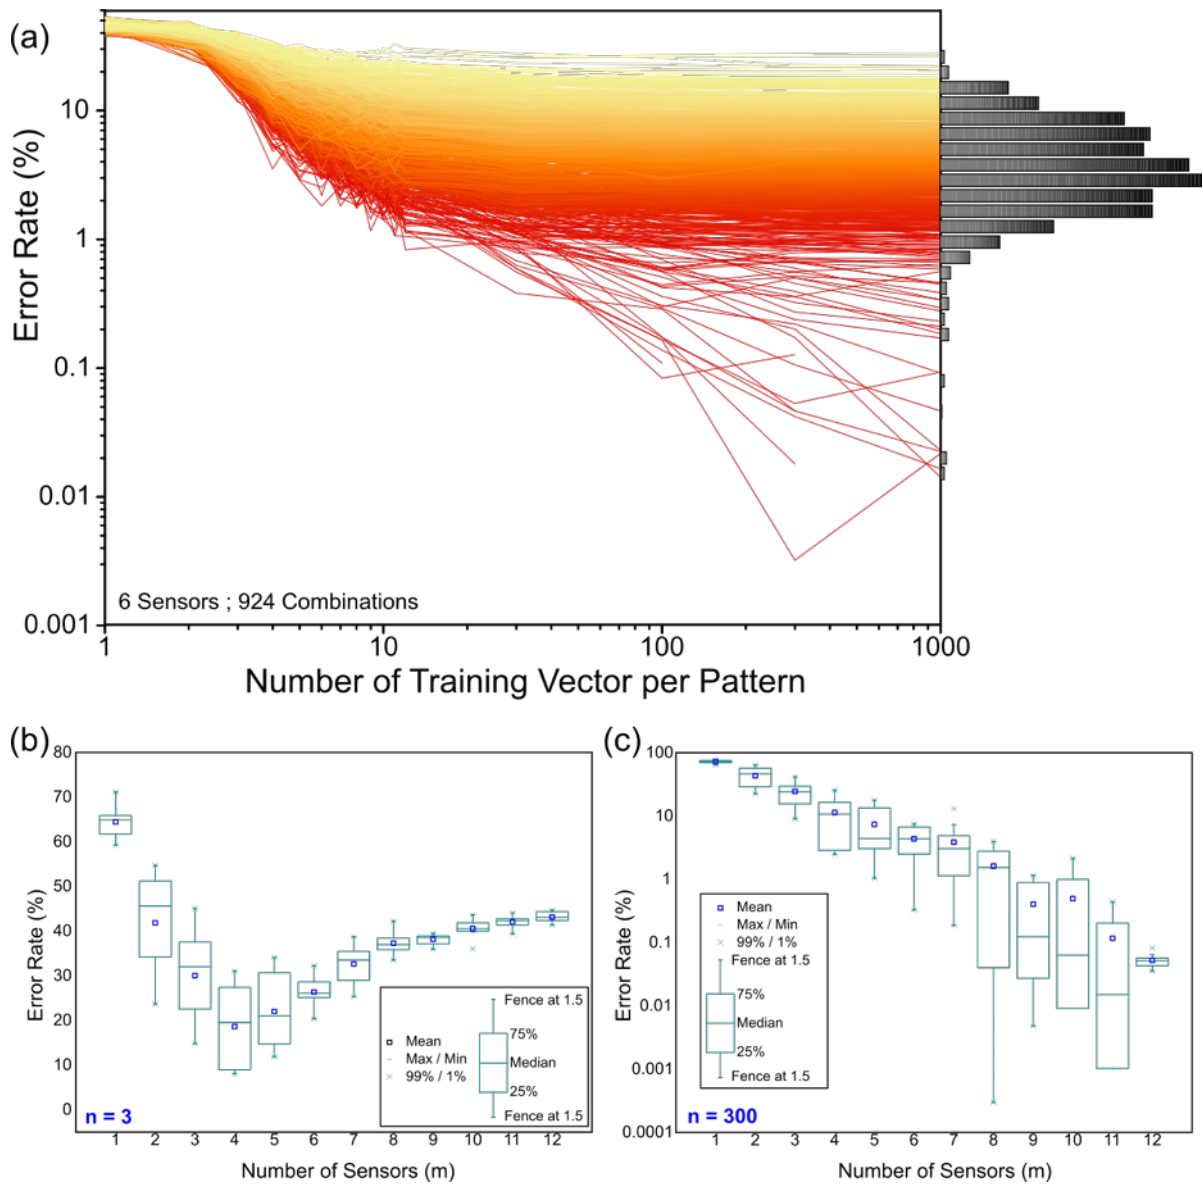 (a)
Error Rate (%)
10
1
0.1
0.01
0.001
6 Sensors ; 924 Combinations
1
10
100
1000
Number of Training Vector per Pattern
(b)
Error Rate (%)
80
70
60
50
40
30
20
10
0
Mean
Max / Min
99% / 1%
Fence at 1.5
75%
Median
25%
Fence at 1.5
n = 3
1 2 3 4 5 6 7 8 9 10 11 12
Number of Sensors (m)
(c)
Error Rate (%)
100
10
1
0.1
0.01
0.001
0.0001
Mean
Max / Min
99% / 1%
Fence at 1.5
75%
Median
25%
Fence at 1.5
n = 300
1 2 3 4 5 6 7 8 9 10 11 12
Number of Sensors (m)